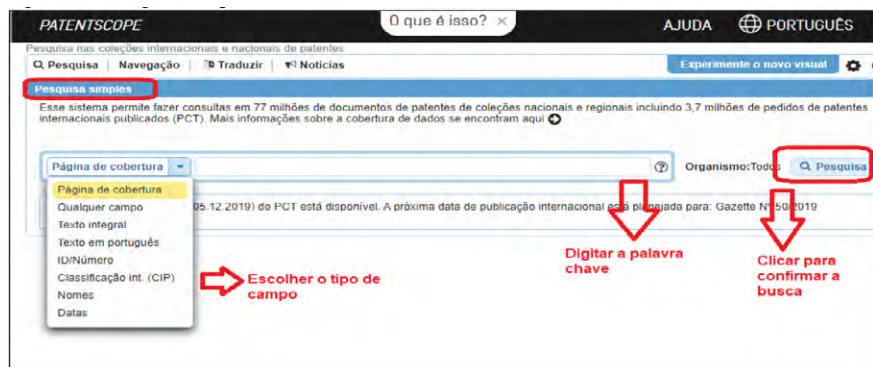 PATENTSCOPE
O que é isso? ×
AJUDA PORTUGUÊS
Pesquisa nas coleções internacionais e nacionais de patentes
Pesquisa | Navegação | Traduzir | Notícias
Experimente o novo visual
Pesquisa simples
Esse sistema permite fazer consultas em 77 milhões de documentos de patentes de coleções nacionais e regionais incluindo 3,7 milhões de pedidos de patentes
internacionais publicados (PCT). Mais informações sobre a cobertura de dados se encontram aqui
Página de cobertura
Organismo:Todos
Pesquisa
Página de cobertura
Qualquer campo
05.12.2019) do PCT está disponível. A próxima data de publicação internacional está planejada para: Gazette Nº50/2019
Texto integral
Texto em português
ID/Número
Classificação int. (CIP)
Nomes
Datas
Escolher o tipo de
campo
Digitar a palavra
chave
Clicar para
confirmar a
busca